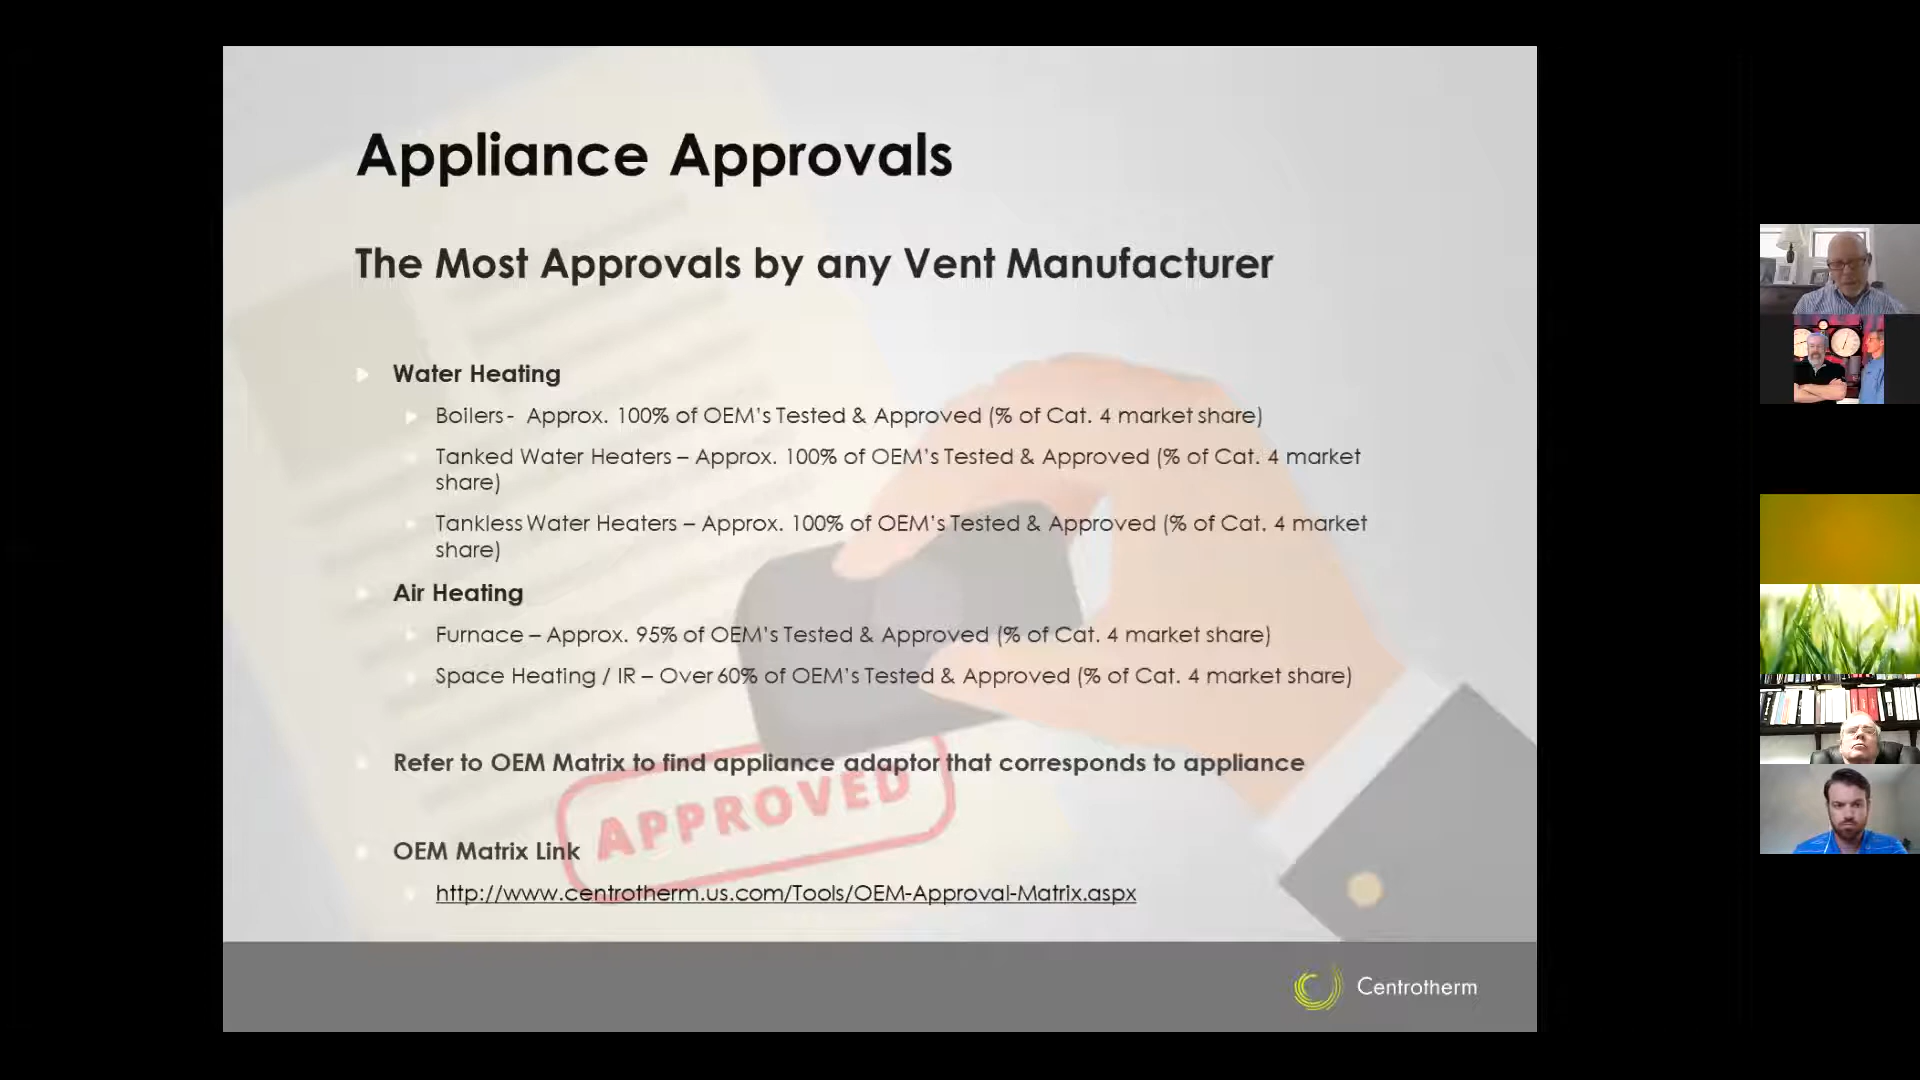 Appliance Approvals
The Most Approvals by any Vent Manufacturer
Water Heating
Boilers- Approx. 100% of OEM's Tested & Approved (% of Cat. 4 market share)
Tanked Water Heaters – Approx. 100% of OEM's Tested & Approved (% of Cat. 4 market
share)
Tankless Water Heaters – Approx. 100% of OEM's Tested & Approved (% of Cat. 4 market
share)
Air Heating
Furnace – Approx. 95% of OEM's Tested & Approved (% of Cat. 4 market share)
Space Heating / IR – Over 60% of OEM's Tested & Approved (% of Cat. 4 market share)
Refer to OEM Matrix to find appliance adaptor that corresponds to appliance
APPROVED
OEM Matrix Link
http://www.centrotherm.us.com/Tools/OEM-Approval-Matrix.aspx
Centrotherm